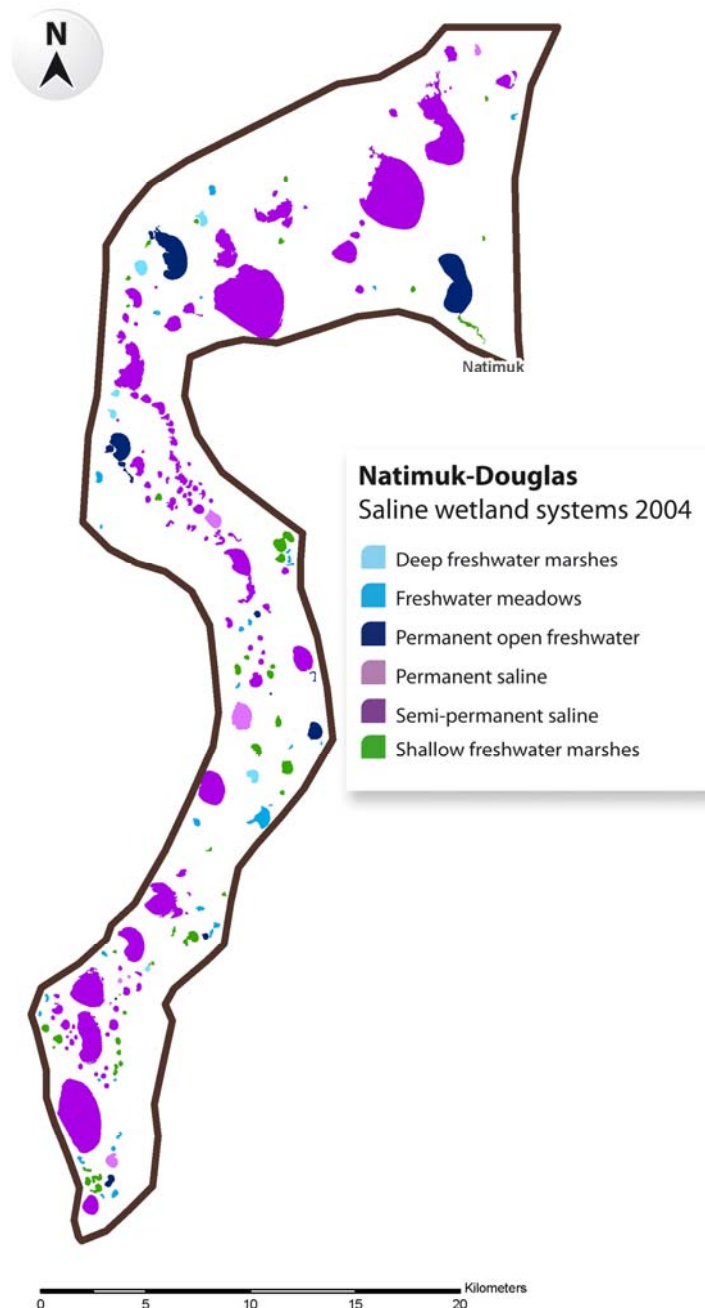 N
Natimuk
Natimuk-Douglas
Saline wetland systems 2004
Deep freshwater marshes
Freshwater meadows
Permanent open freshwater
Permanent saline
Semi-permanent saline
Shallow freshwater marshes
Kilometers
0 5 10 15 20